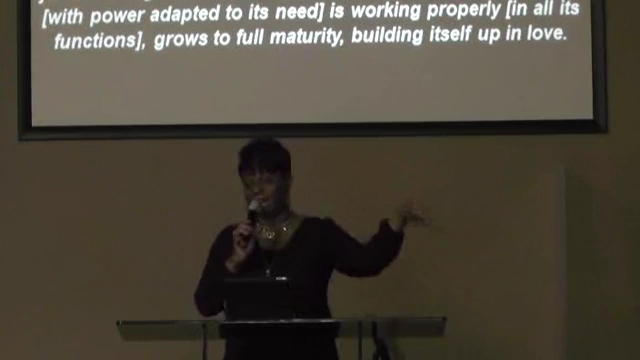 [with power adapted to its need] is working properly [in all its
functions], grows to full maturity, building itself up in love.